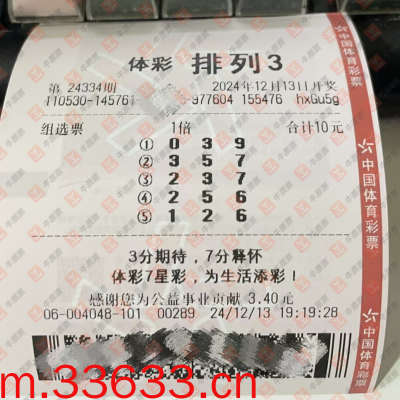 体彩 排列3
第 24334期 2024年12月13日开奖
110530-145761 -977604 155476 hxGu5g
组选票 1倍 合计10元
① 0 3 9
② 3 5 7
③ 2 3 7
④ 2 5 6
⑤ 1 2 6
3分期待，7分释怀
体彩7星彩，为生活添彩！
感谢您为公益事业贡献 3.40元
06-004048-101 00289 24/12/13 19:19:28
中国体育彩票
中国体育彩票
m.33633.cn